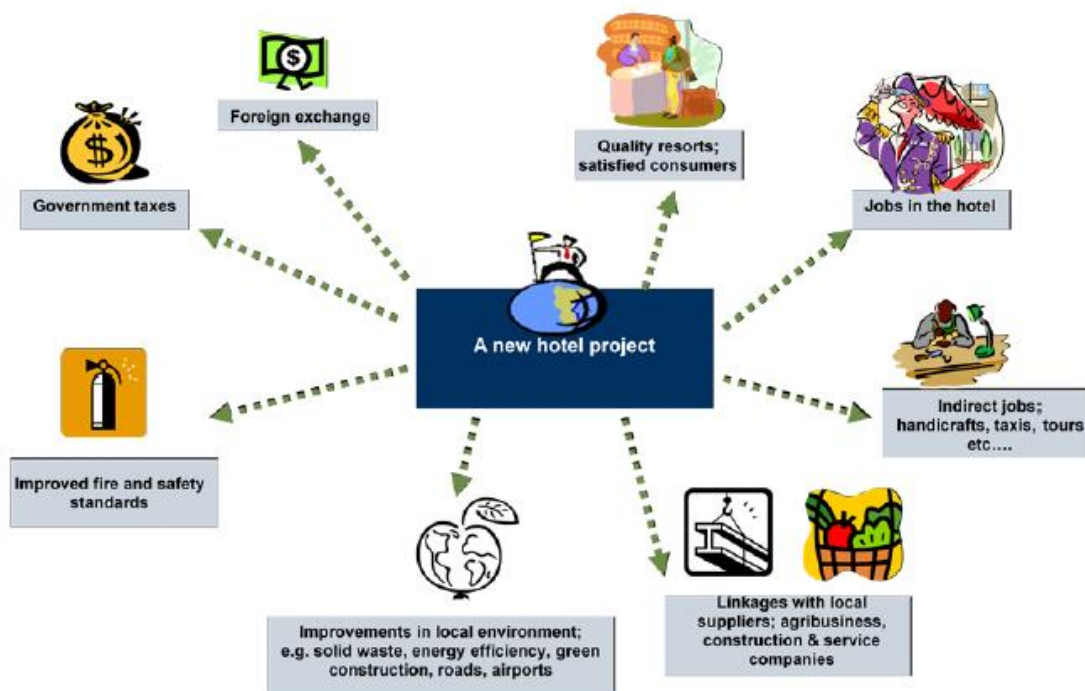 Foreign exchange
Government taxes
Quality resorts;
satisfied consumers
Jobs in the hotel
A new hotel project
Indirect jobs;
handicrafts, taxis, tours
etc....
Improved fire and safety
standards
Improvements in local environment;
e.g. solid waste, energy efficiency, green
construction, roads, airports
Linkages with local
suppliers; agribusiness,
construction & service
companies